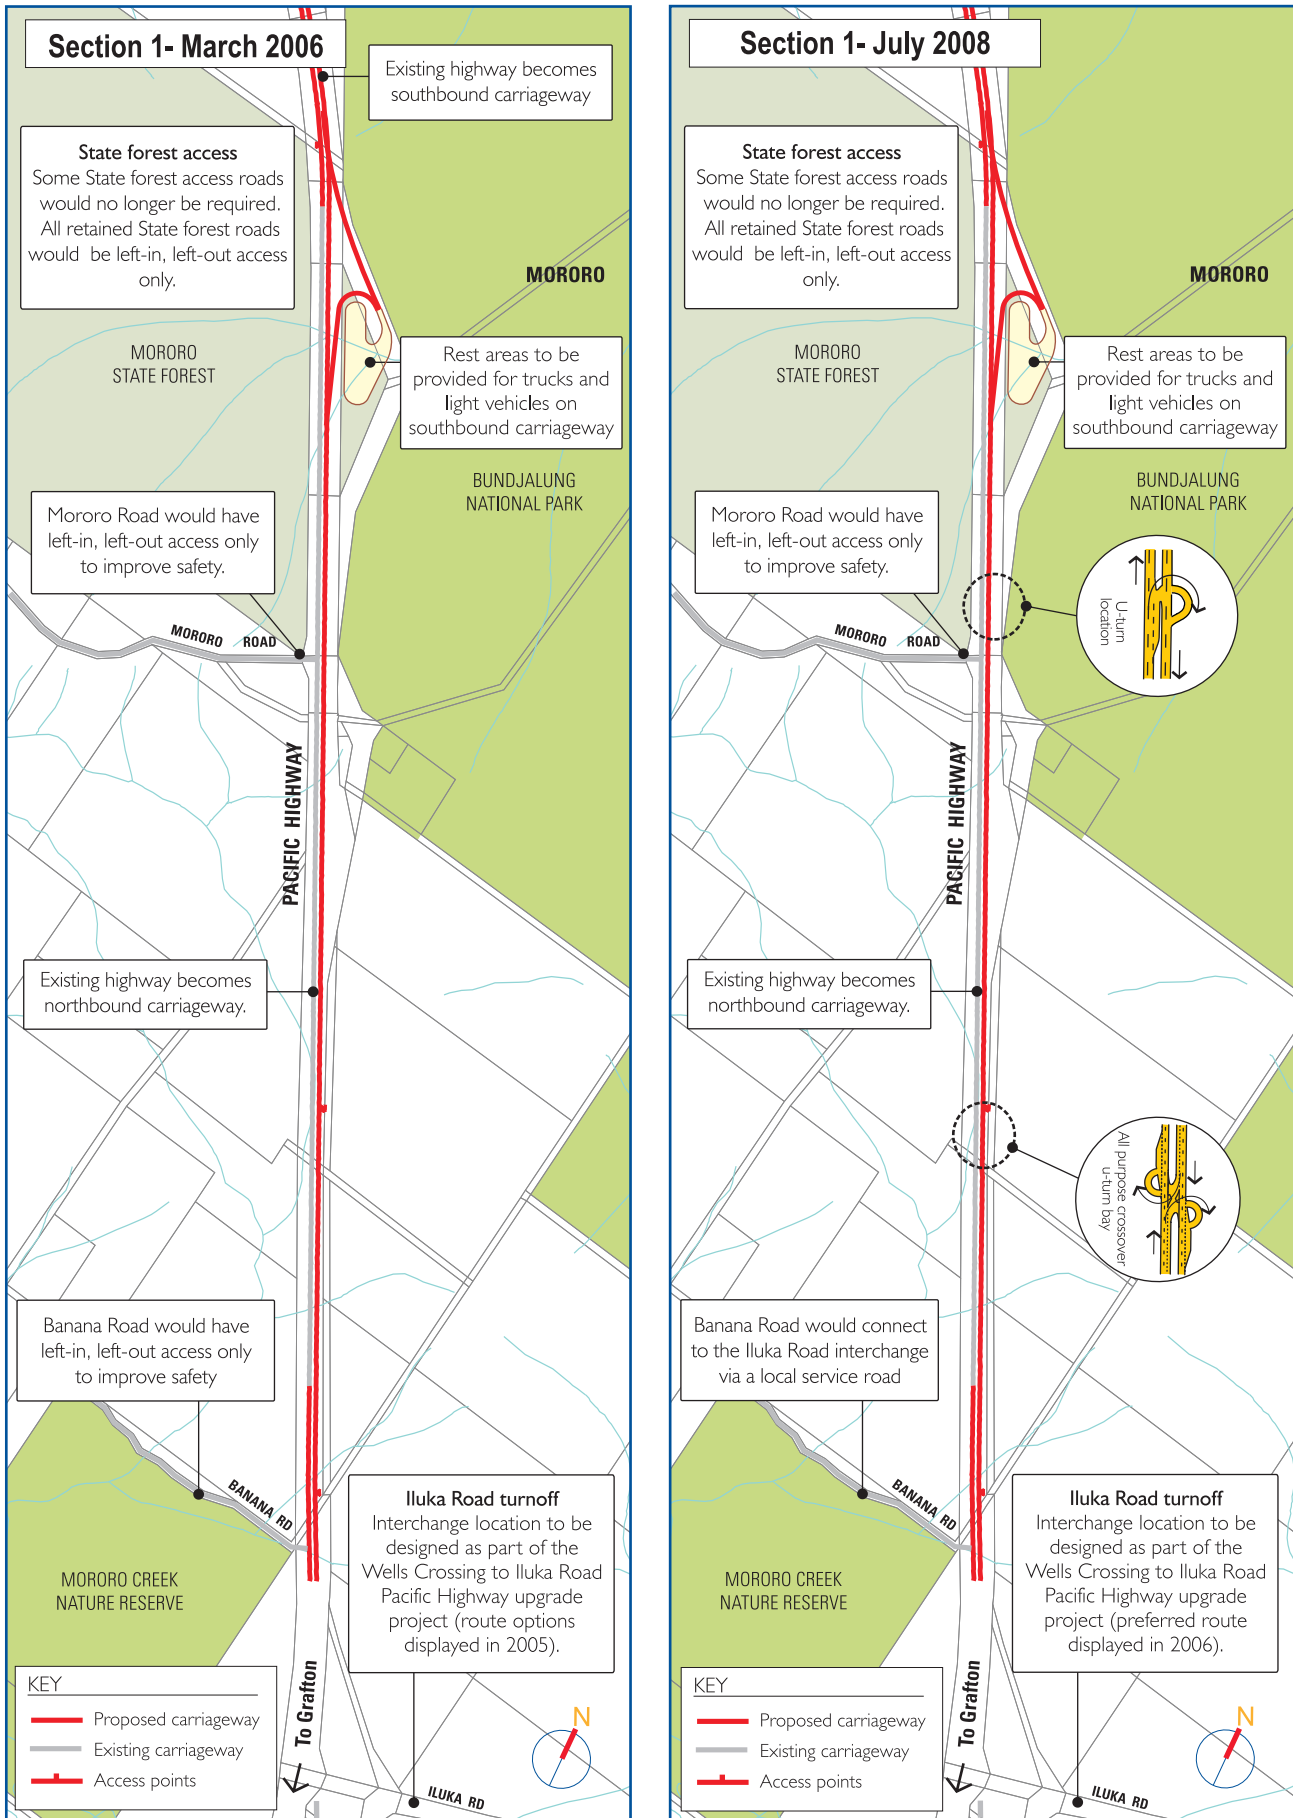 Section 1- March 2006
Existing highway becomes
southbound carriageway
State forest access
Some State forest access roads
would no longer be required.
All retained State forest roads
would be left-in, left-out access
only.
MORORO
MORORO
STATE FOREST
Rest areas to be
provided for trucks and
light vehicles on
southbound carriageway
BUNDJALUNG
NATIONAL PARK
Mororo Road would have
left-in, left-out access only
to improve safety.
MORORO ROAD
PACIFIC HIGHWAY
Existing highway becomes
northbound carriageway.
Banana Road would have
left-in, left-out access only
to improve safety
BANANA RD
Iluka Road turnoff
Interchange location to be
designed as part of the
Wells Crossing to Iluka Road
Pacific Highway upgrade
project (route options
displayed in 2005).
MORORO CREEK
NATURE RESERVE
KEY
Proposed carriageway
Existing carriageway
Access points
To Grafton
N
ILUKA RD
Section 1- July 2008
State forest access
Some State forest access roads
would no longer be required.
All retained State forest roads
would be left-in, left-out access
only.
MORORO
MORORO
STATE FOREST
Rest areas to be
provided for trucks and
light vehicles on
southbound carriageway
BUNDJALUNG
NATIONAL PARK
Mororo Road would have
left-in, left-out access only
to improve safety.
U-turn
location
MORORO ROAD
PACIFIC HIGHWAY
Existing highway becomes
northbound carriageway.
All purpose crossover
u-turn bay
Banana Road would connect
to the Iluka Road interchange
via a local service road
BANANA RD
Iluka Road turnoff
Interchange location to be
designed as part of the
Wells Crossing to Iluka Road
Pacific Highway upgrade
project (preferred route
displayed in 2006).
MORORO CREEK
NATURE RESERVE
KEY
Proposed carriageway
Existing carriageway
Access points
To Grafton
N
ILUKA RD